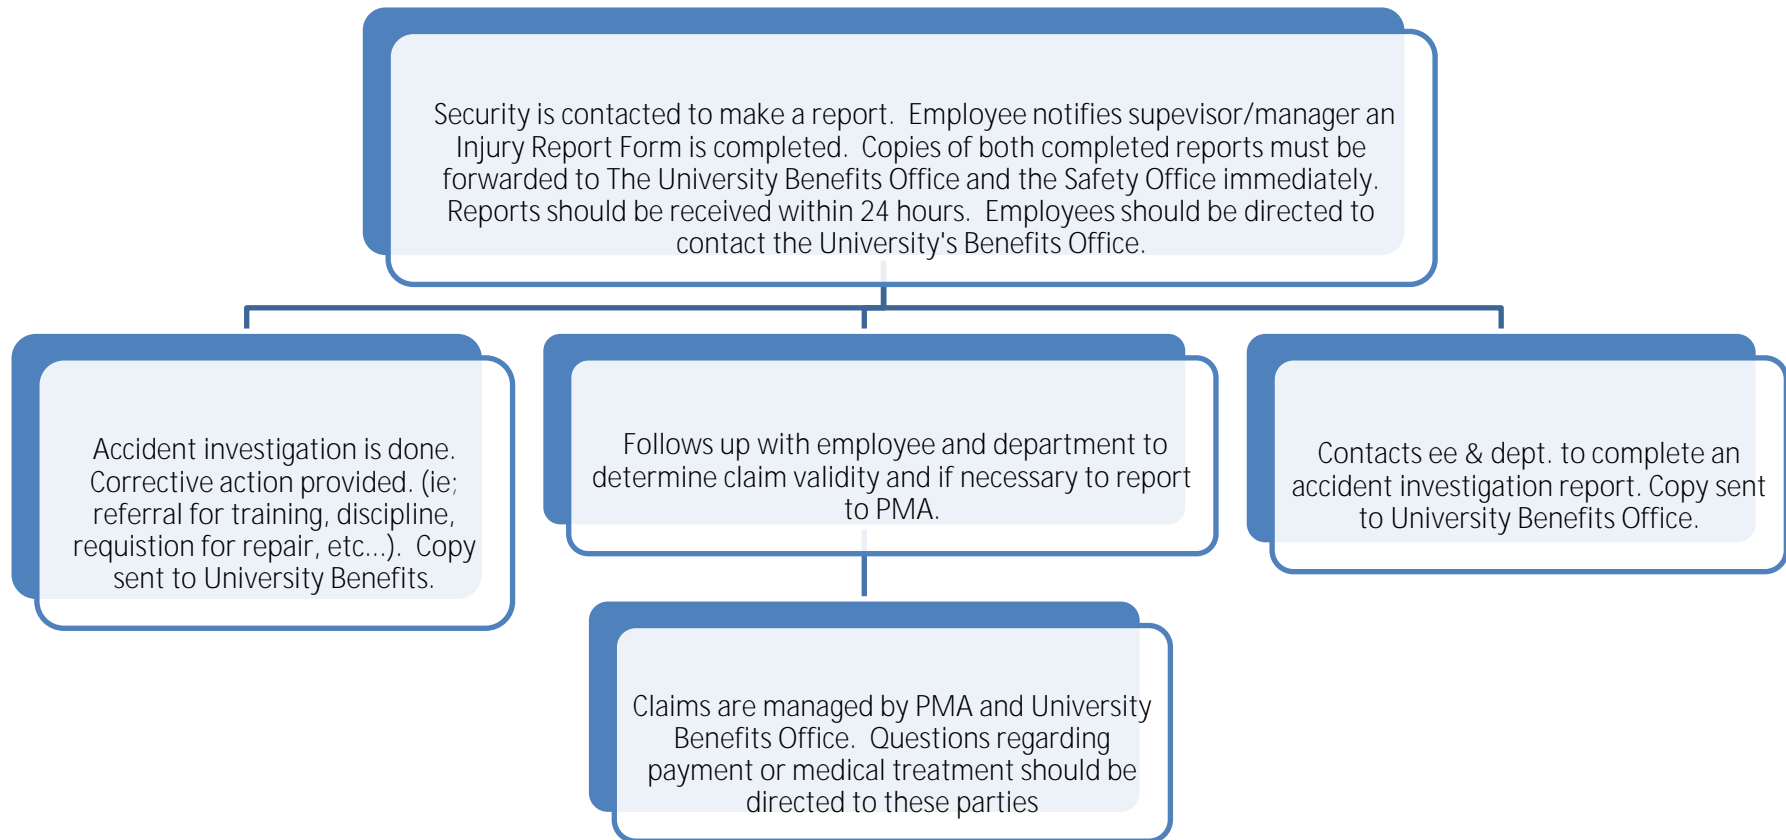 Security is contacted to make a report.  Employee notifies supevisor/manager an
Injury Report Form is completed.  Copies of both completed reports must be
forwarded to The University Benefits Office and the Safety Office immediately.
Reports should be received within 24 hours.  Employees should be directed to
contact the University's Benefits Office.
Accident investigation is done.
Corrective action provided. (ie;
referral for training, discipline,
requistion for repair, etc...).  Copy
sent to University Benefits.
Follows up with employee and department to
determine claim validity and if necessary to report
to PMA.
Contacts ee & dept. to complete an
accident investigation report. Copy sent
to University Benefits Office.
Claims are managed by PMA and University
Benefits Office.  Questions regarding
payment or medical treatment should be
directed to these parties